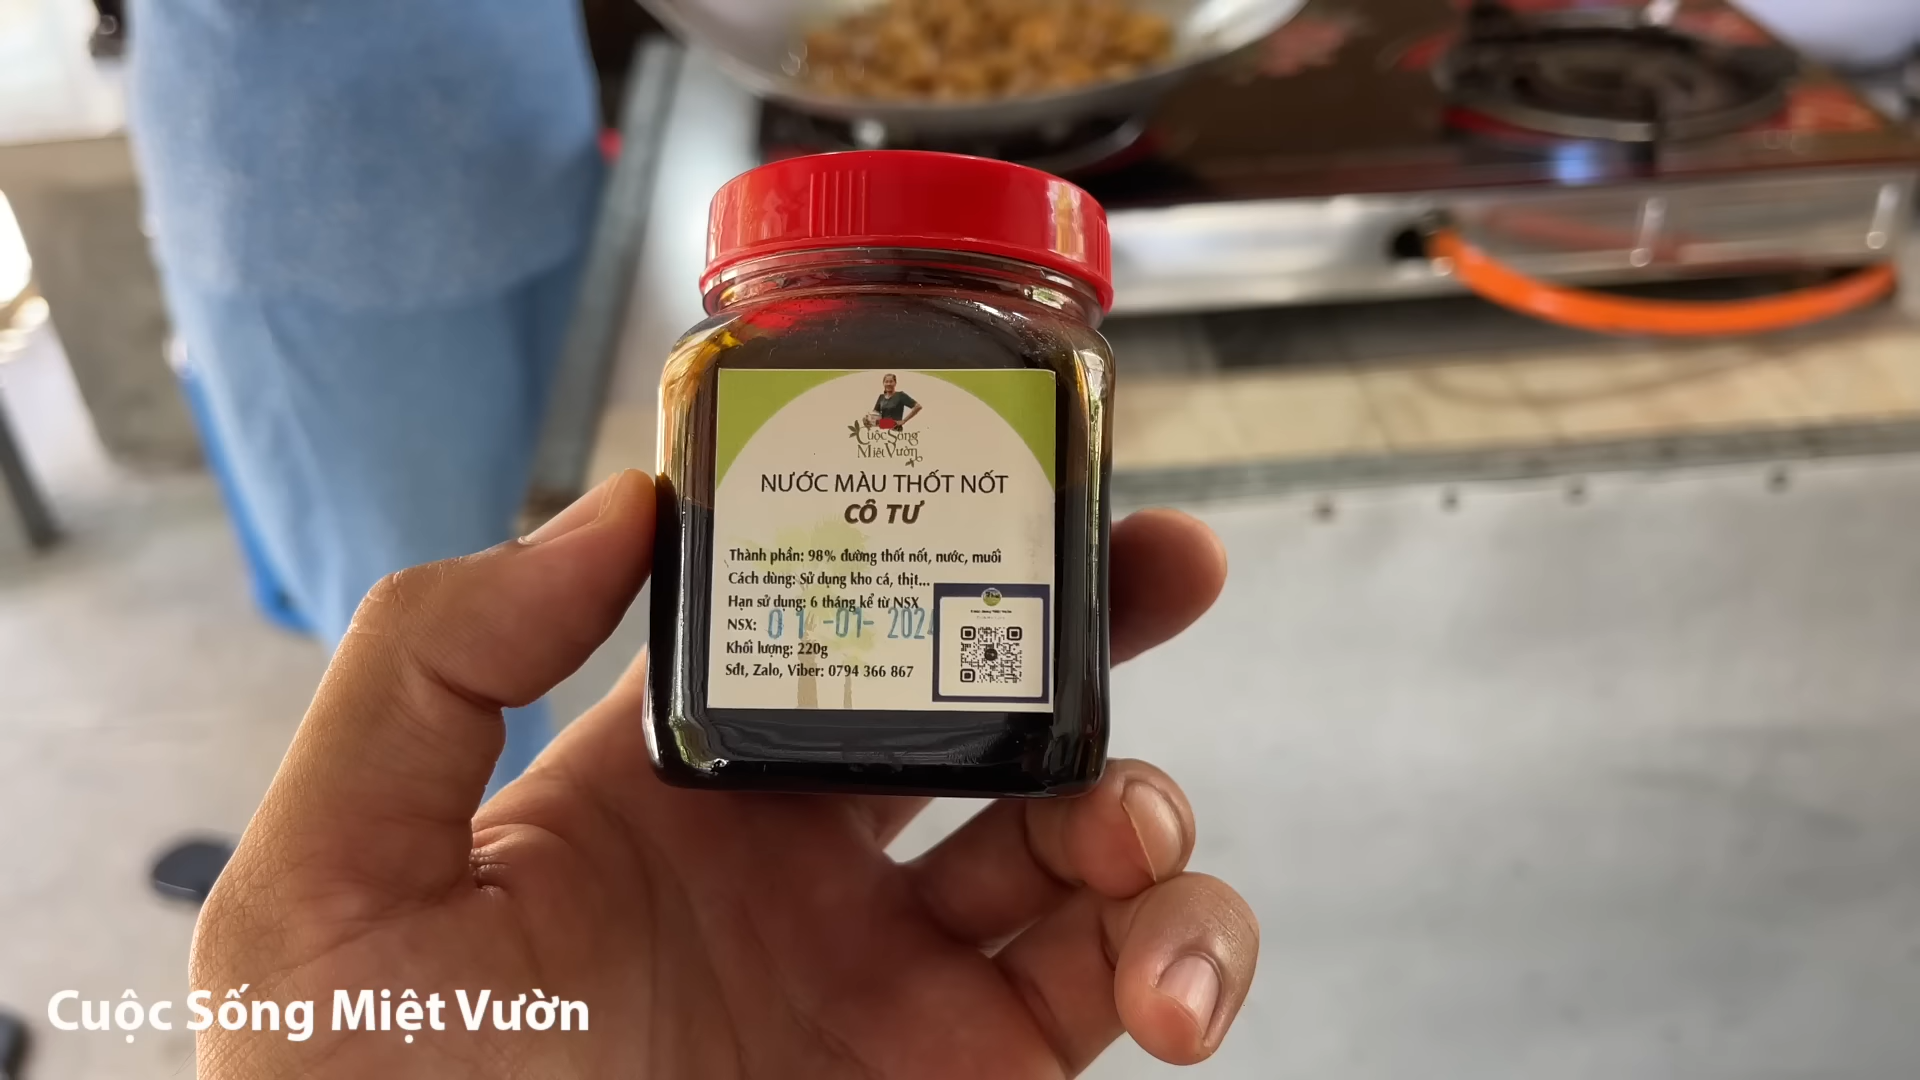 Cuộc Sống
Miệt Vườn
NƯỚC MÀU THỐT NỐT
CÔ TƯ
Thành phần: 98% đường thốt nốt, nước, muối
Cách dùng: Sử dụng kho cá, thịt...
Hạn sử dụng: 6 tháng kể từ NSX
NSX: 01-07-2024
Khối lượng: 220g
Sđt, Zalo, Viber: 0794 366 867
Cuộc Sống Miệt Vườn